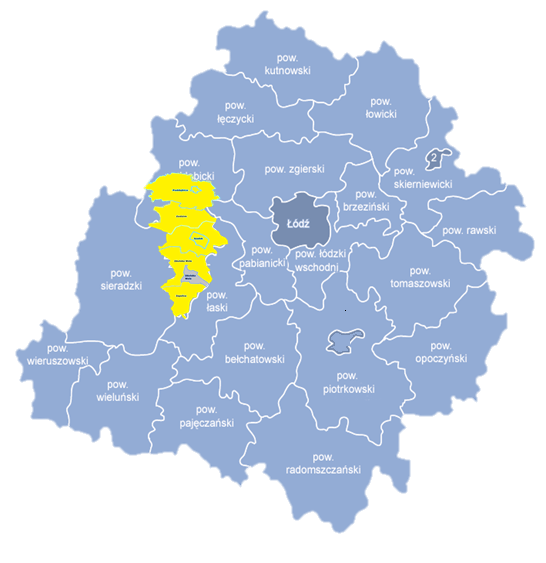 pow.
kutnowski
pow.
łęczycki
pow.
łowicki
2
pow.
skierniewicki
pow.
pow. zgierski
pow.
brzeziński
Łódź
pow. rawski
pow.
pabianicki
pow. łódzki
wschodni
pow.
sieradzki
pow.
tomaszowski
pow.
łaski
pow.
wieruszowski
pow.
bełchatowski
pow.
opoczyński
pow.
wieluński
pow.
piotrkowski
pow.
pajęczański
pow.
radomszczański